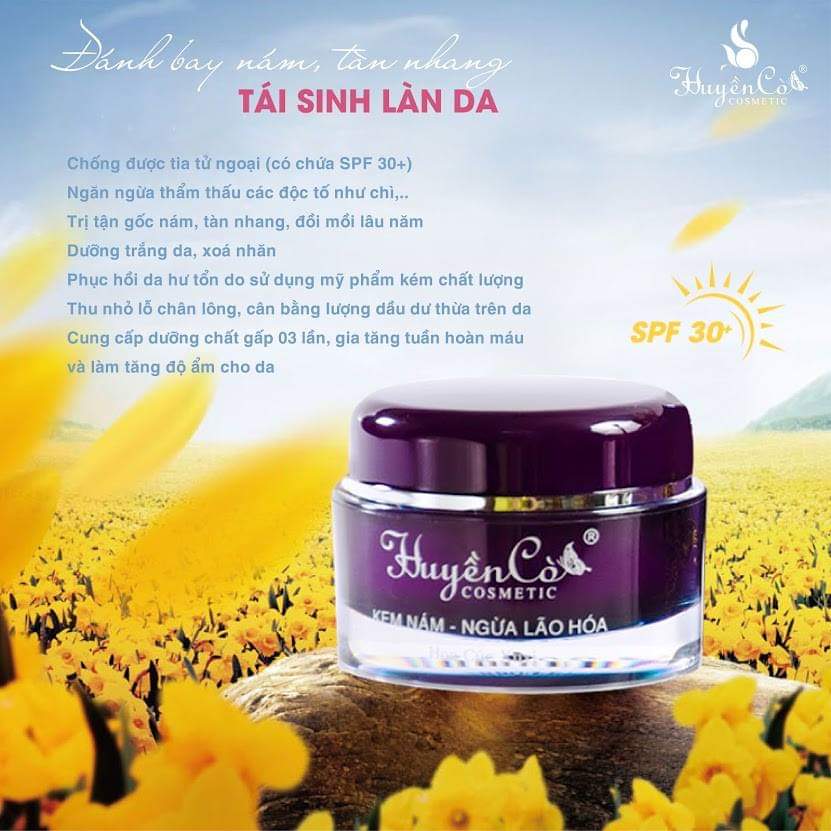 Đánh bay nám, tàn nhang
TÁI SINH LÀN DA
HuyềnCò®
COSMETIC
Chống được tia tử ngoại (có chứa SPF 30+)
Ngăn ngừa thẩm thấu các độc tố như chì,..
Trị tận gốc nám, tàn nhang, đồi mồi lâu năm
Dưỡng trắng da, xoá nhăn
Phục hồi da hư tổn do sử dụng mỹ phẩm kém chất lượng
Thu nhỏ lỗ chân lông, cân bằng lượng dầu dư thừa trên da
Cung cấp dưỡng chất gấp 03 lần, gia tăng tuần hoàn máu
và làm tăng độ ẩm cho da
SPF 30+
HuyềnCò®
COSMETIC
KEM NÁM - NGỪA LÃO HÓA